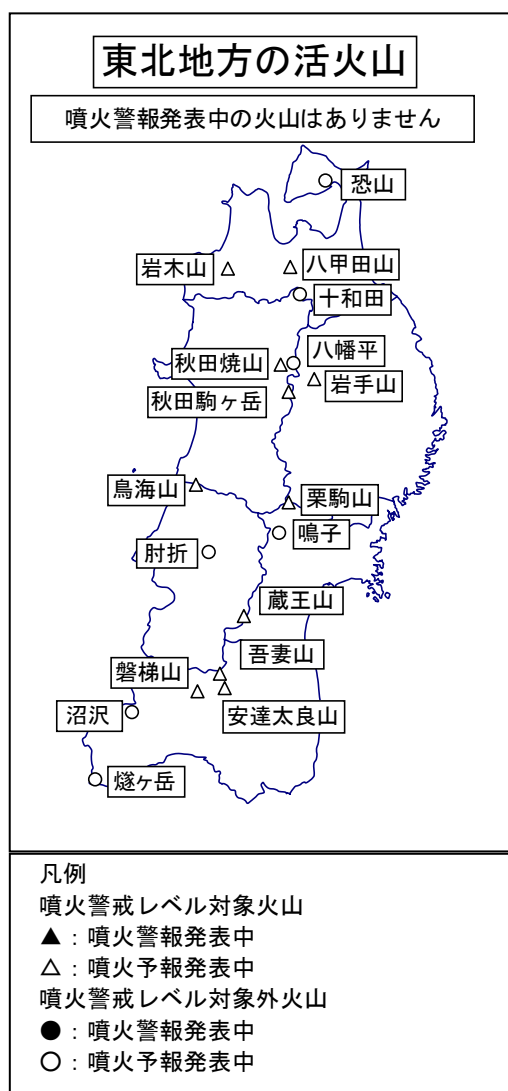 東北地方の活火山
噴火警報発表中の火山はありません
恐山
岩木山
八甲田山
十和田
八幡平
秋田焼山
岩手山
秋田駒ヶ岳
鳥海山
栗駒山
鳴子
肘折
蔵王山
吾妻山
磐梯山
沼沢
安達太良山
燧ヶ岳
凡例
噴火警戒レベル対象火山
▲：噴火警報発表中
△：噴火予報発表中
噴火警戒レベル対象外火山
●：噴火警報発表中
○：噴火予報発表中